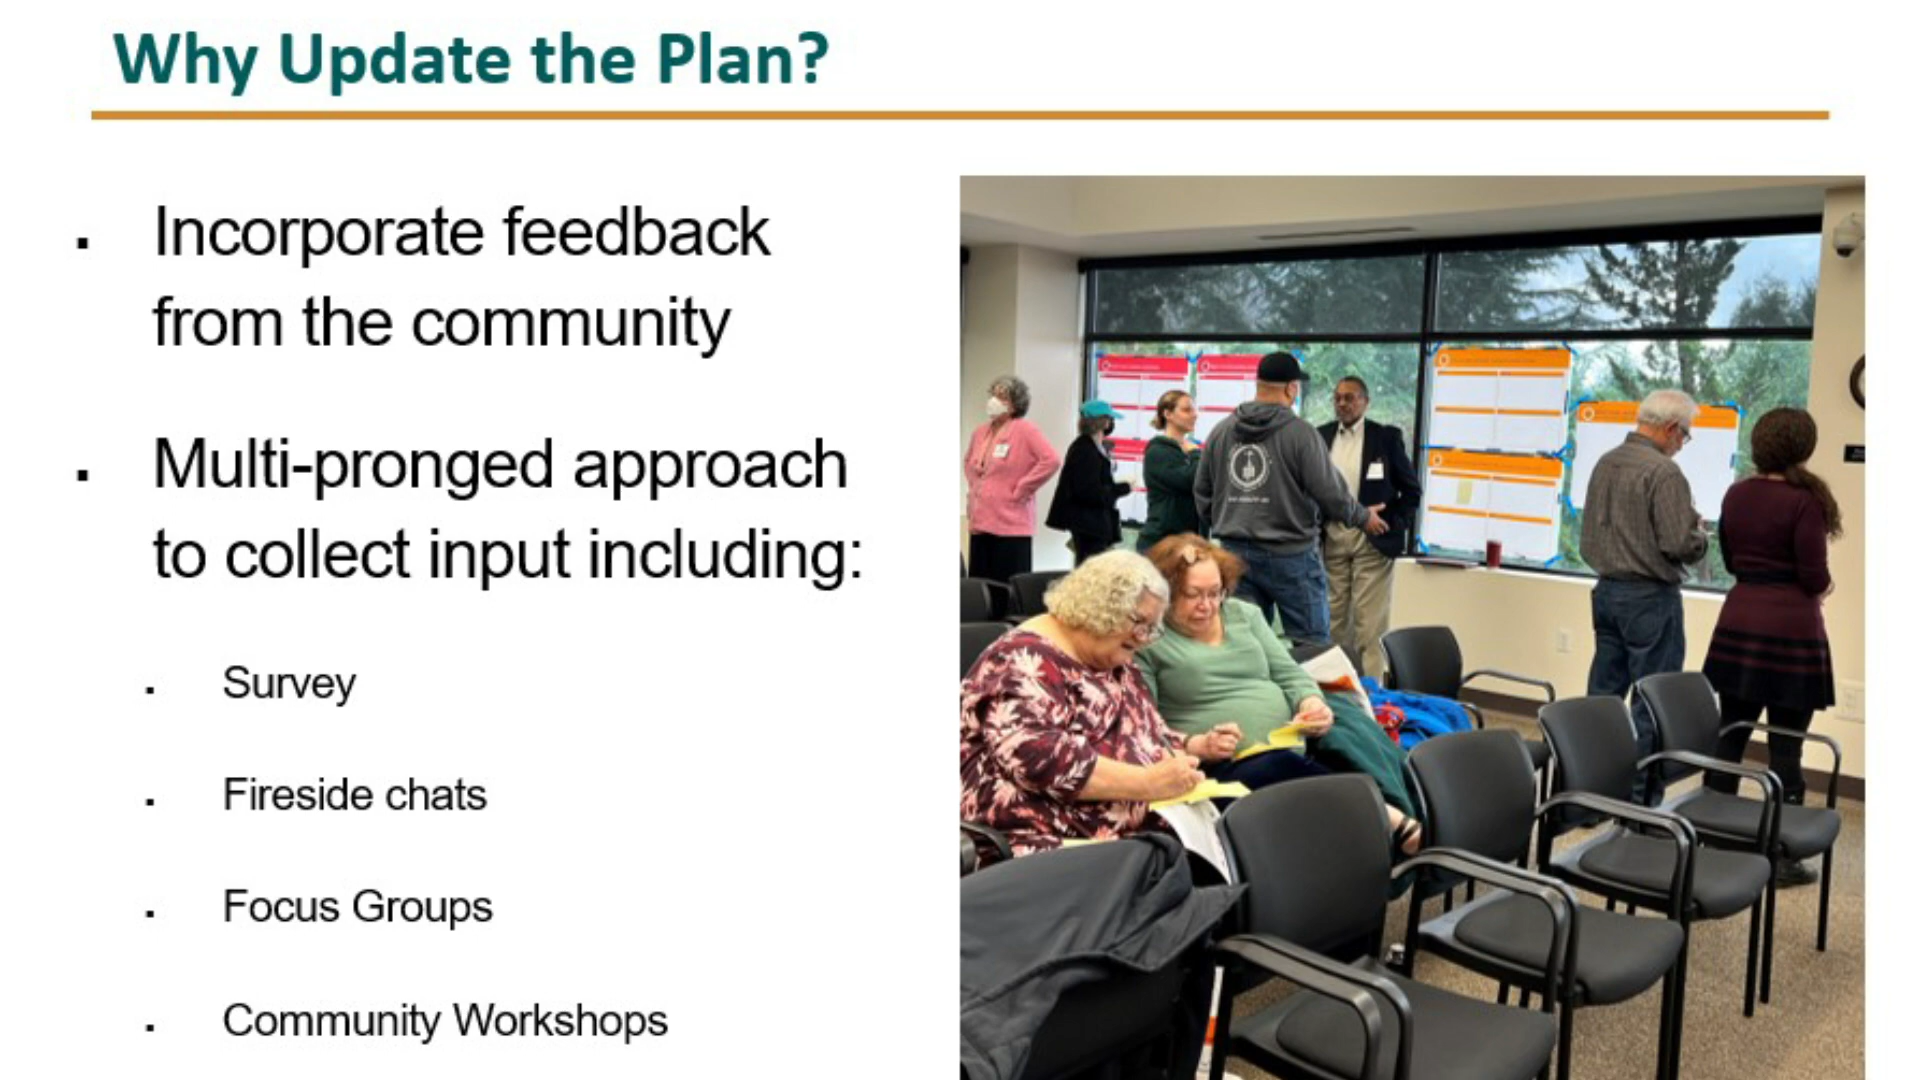 Why Update the Plan?
▪ Incorporate feedback
from the community
▪ Multi-pronged approach
to collect input including:
▪ Survey
▪ Fireside chats
▪ Focus Groups
▪ Community Workshops